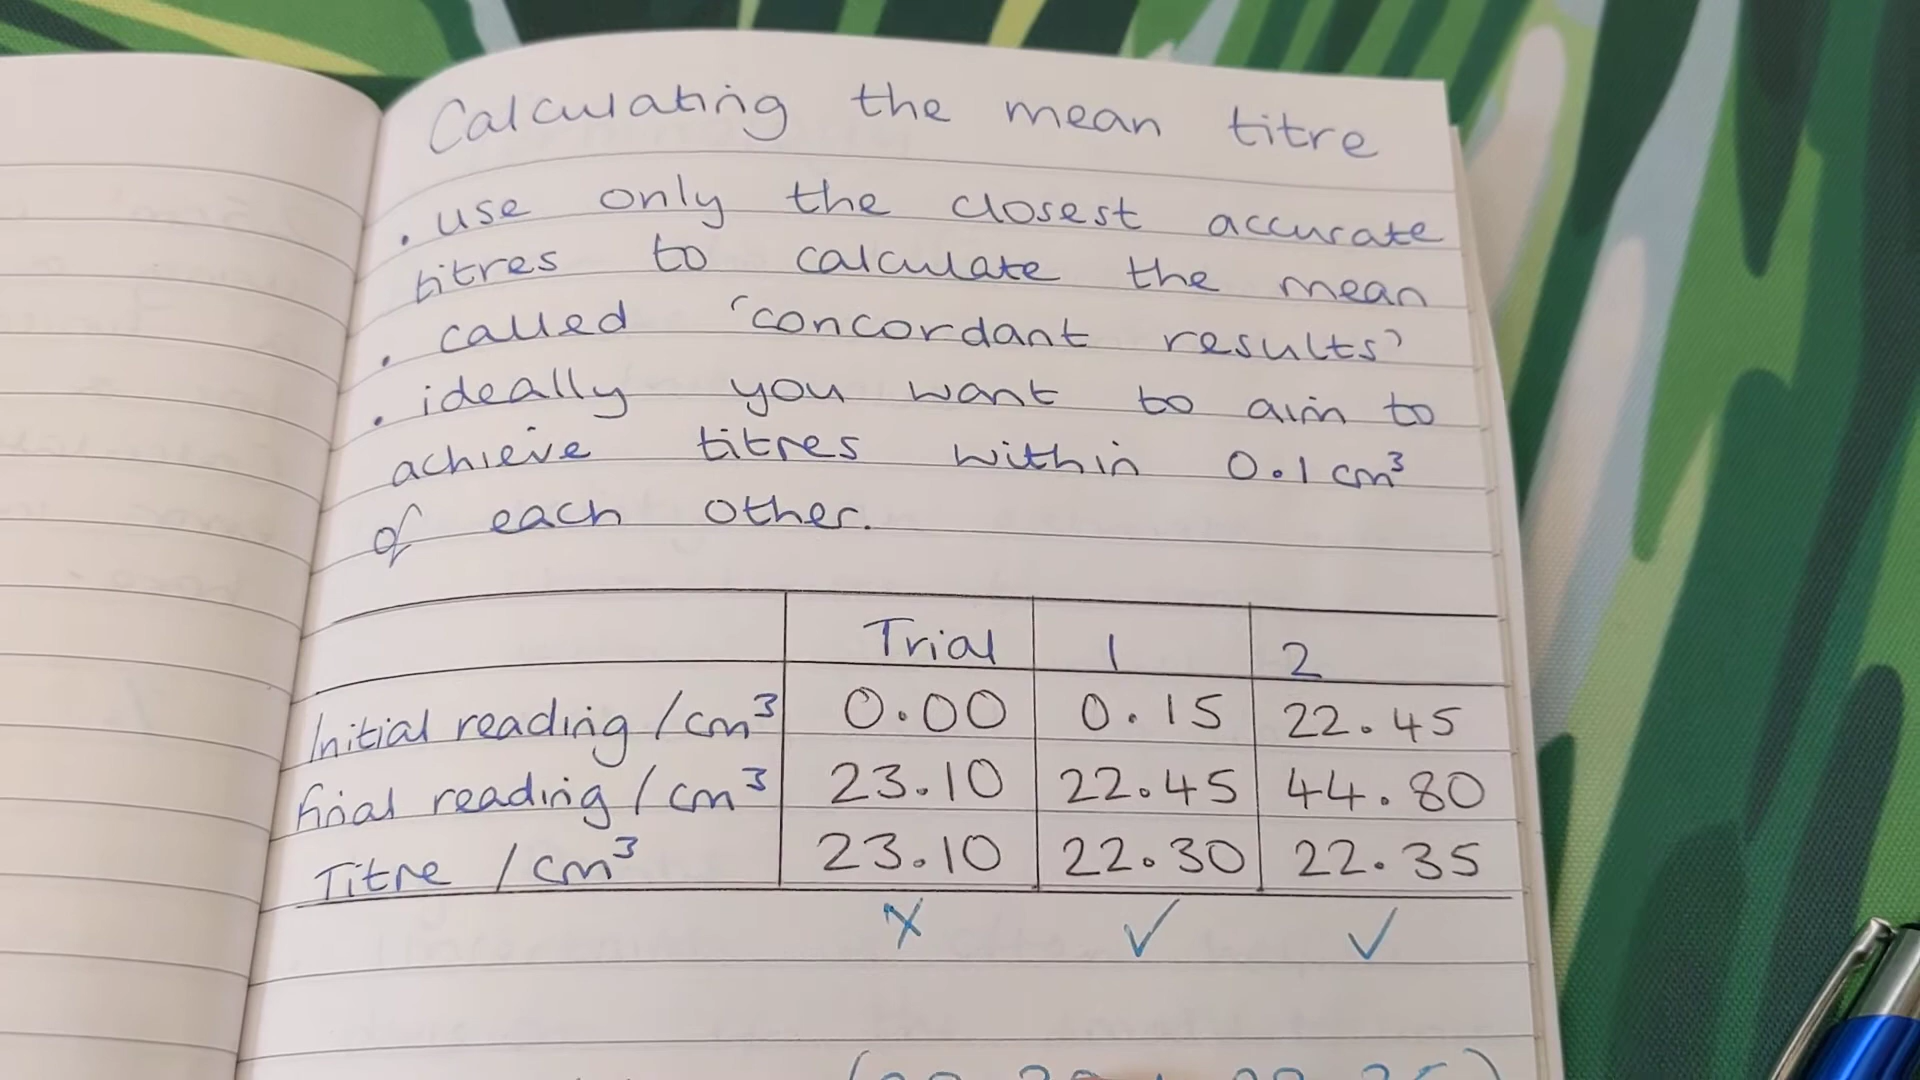 Calculating the mean titre
. use only the closest accurate
titres to calculate the mean
. called 'concordant results'
. ideally you want to aim to
achieve titres within 0.1 cm³
of each other.
Trial 1 2
Initial reading / cm³ 0.00 0.15 22.45
final reading / cm³ 23.10 22.45 44.80
Titre / cm³ 23.10 22.30 22.35
✗ ✓ ✓